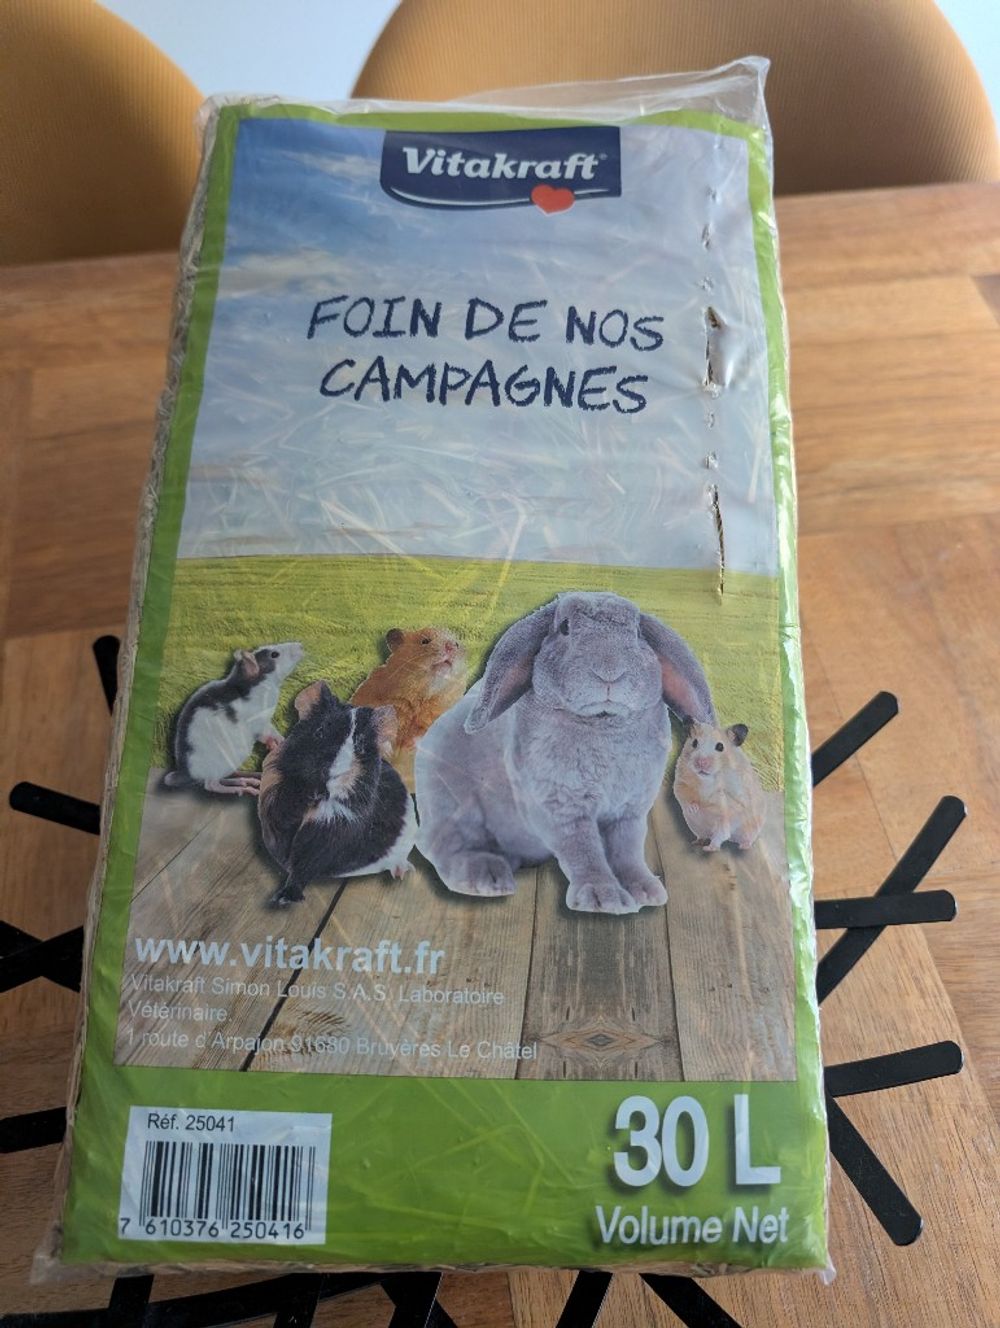 Vitakraft
FOIN DE NOS
CAMPAGNES
www.vitakraft.fr
Vitakraft Simon Louis S.A.S. Laboratoire
Vétérinaire.
1 route d'Arpajon 91680 Bruyères Le Châtel
Réf. 25041
7 610376 250416
30 L
Volume Net